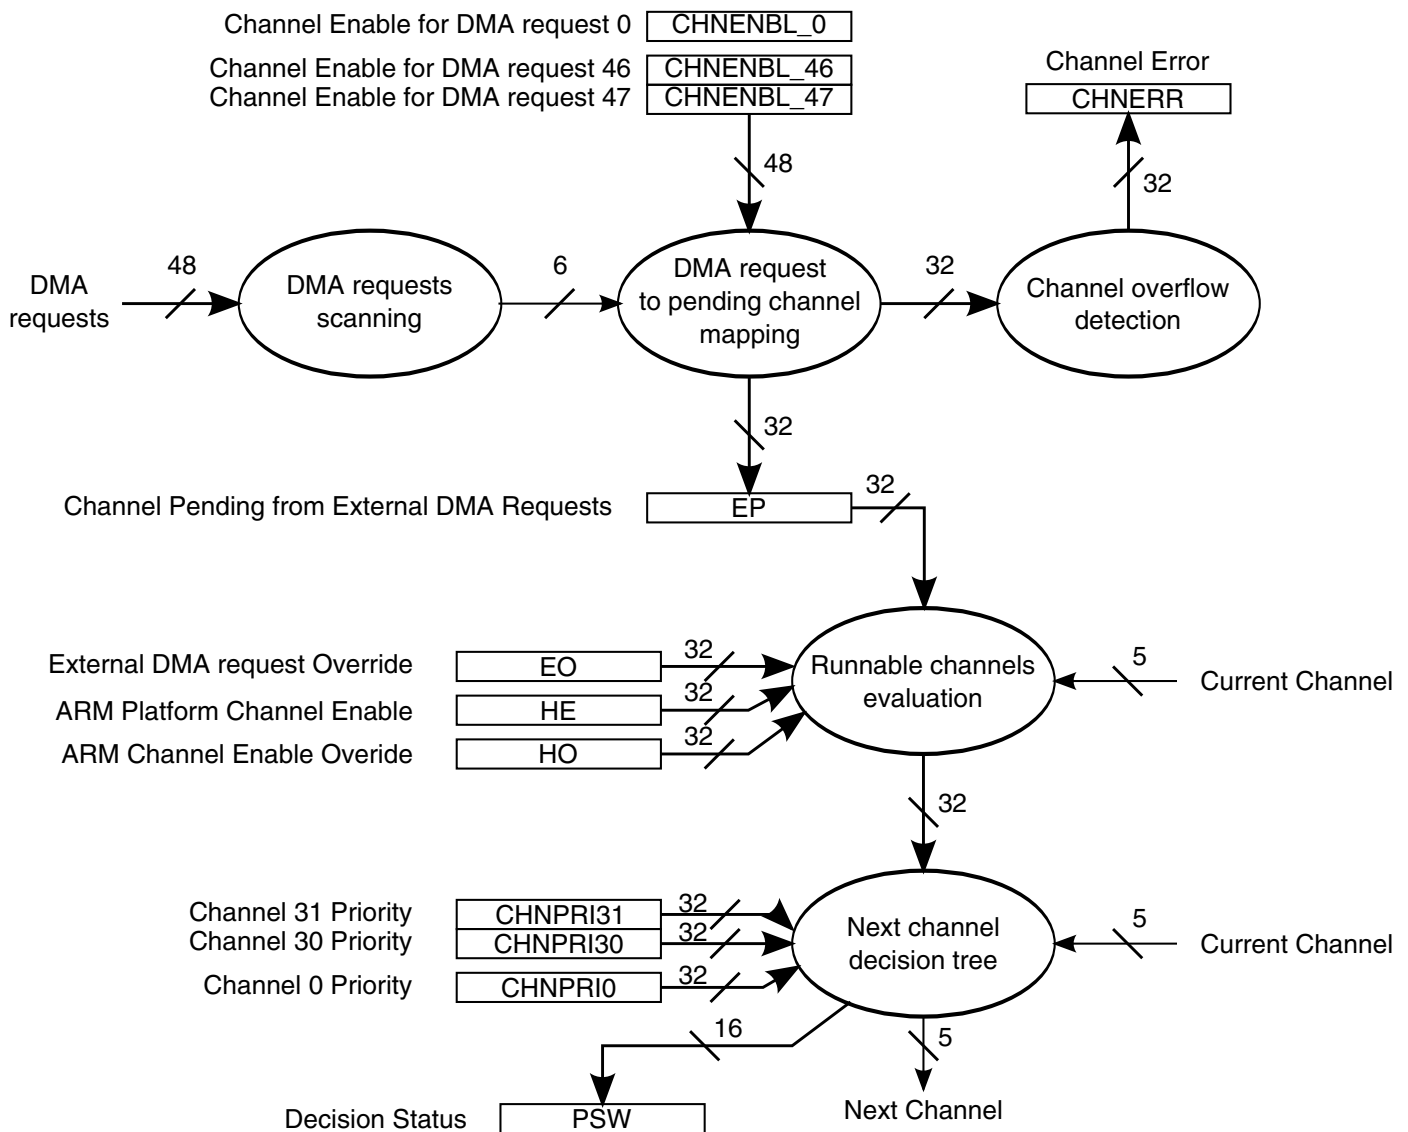 Channel Enable for DMA request 0 CHNENBL_0
Channel Enable for DMA request 46 CHNENBL_46
Channel Enable for DMA request 47 CHNENBL_47
Channel Error
CHNERR
48
32
DMA
requests
48
DMA requests
scanning
6
DMA request
to pending channel
mapping
32
Channel overflow
detection
32
Channel Pending from External DMA Requests EP 32
External DMA request Override EO 32
ARM Platform Channel Enable HE 32
ARM Channel Enable Overide HO 32
Runnable channels
evaluation
5
Current Channel
32
Channel 31 Priority CHNPRI31 32
Channel 30 Priority CHNPRI30 32
Channel 0 Priority CHNPRI0 32
Next channel
decision tree
5
Current Channel
16
5
Decision Status PSW
Next Channel